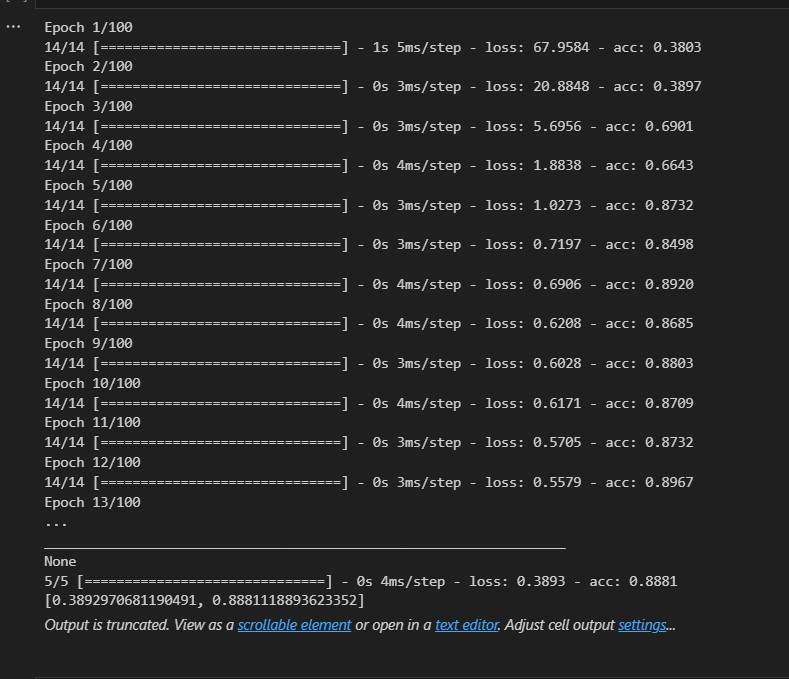 ...
Epoch 1/100
14/14 [==============================] - 1s 5ms/step - loss: 67.9584 - acc: 0.3803
Epoch 2/100
14/14 [==============================] - 0s 3ms/step - loss: 20.8848 - acc: 0.3897
Epoch 3/100
14/14 [==============================] - 0s 3ms/step - loss: 5.6956 - acc: 0.6901
Epoch 4/100
14/14 [==============================] - 0s 4ms/step - loss: 1.8838 - acc: 0.6643
Epoch 5/100
14/14 [==============================] - 0s 3ms/step - loss: 1.0273 - acc: 0.8732
Epoch 6/100
14/14 [==============================] - 0s 3ms/step - loss: 0.7197 - acc: 0.8498
Epoch 7/100
14/14 [==============================] - 0s 4ms/step - loss: 0.6906 - acc: 0.8920
Epoch 8/100
14/14 [==============================] - 0s 4ms/step - loss: 0.6208 - acc: 0.8685
Epoch 9/100
14/14 [==============================] - 0s 3ms/step - loss: 0.6028 - acc: 0.8803
Epoch 10/100
14/14 [==============================] - 0s 4ms/step - loss: 0.6171 - acc: 0.8709
Epoch 11/100
14/14 [==============================] - 0s 3ms/step - loss: 0.5705 - acc: 0.8732
Epoch 12/100
14/14 [==============================] - 0s 3ms/step - loss: 0.5579 - acc: 0.8967
Epoch 13/100
...
_________________________________________________________________
None
5/5 [==============================] - 0s 4ms/step - loss: 0.3893 - acc: 0.8881
[0.3892970681190491, 0.8881118893623352]
Output is truncated. View as a scrollable element or open in a text editor. Adjust cell output settings...